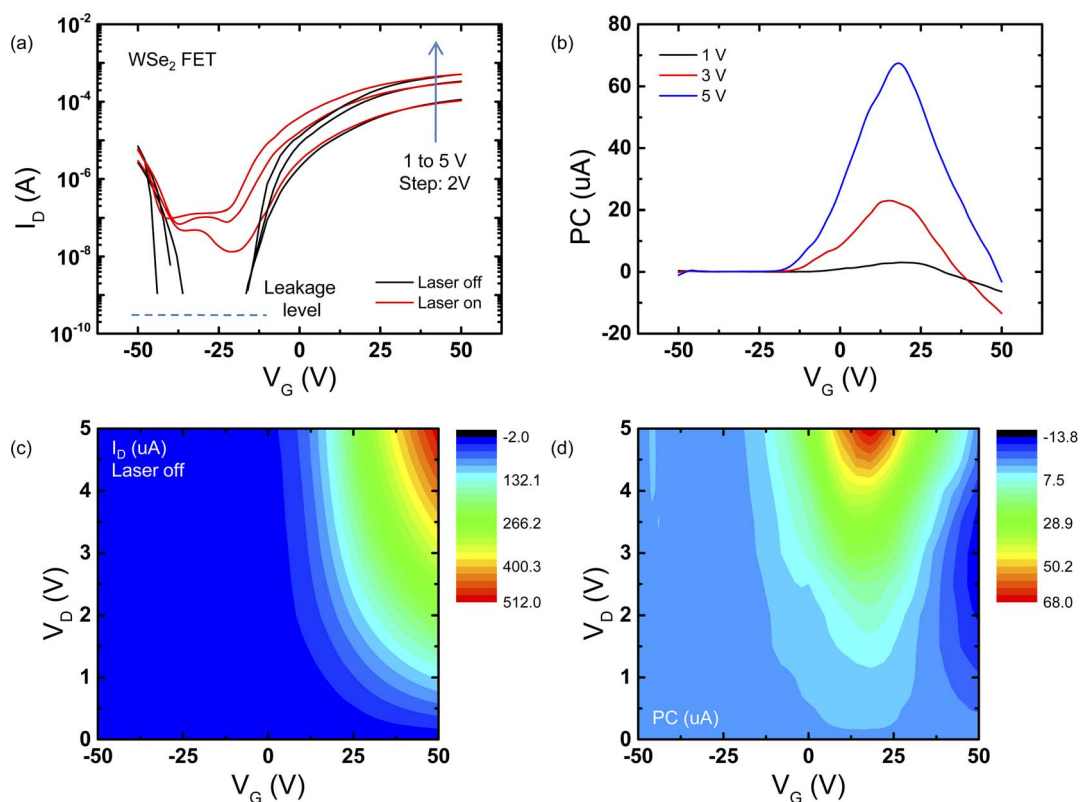 (a)
WSe₂ FET
10⁻²
10⁻⁴
10⁻⁶
10⁻⁸
10⁻¹⁰
I_D (A)
1 to 5 V
Step: 2V
Leakage
level
Laser off
Laser on
-50 -25 0 25 50
V_G (V)
(b)
1 V
3 V
5 V
80
60
40
20
0
-20
PC (uA)
-50 -25 0 25 50
V_G (V)
(c)
I_D (uA)
Laser off
5
4
3
2
1
0
V_D (V)
-50 -25 0 25 50
V_G (V)
-2.0
132.1
266.2
400.3
512.0
(d)
5
4
3
2
1
0
V_D (V)
PC (uA)
-50 -25 0 25 50
V_G (V)
-13.8
7.5
28.9
50.2
68.0